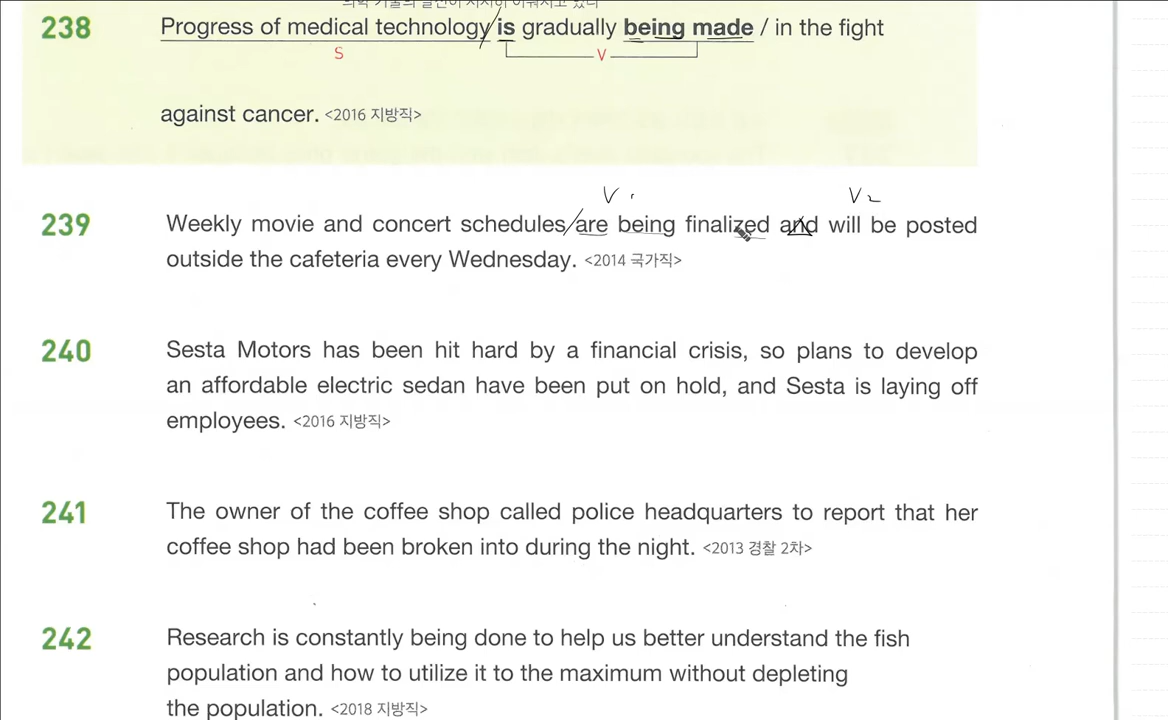 238 Progress of medical technology is gradually being made / in the fight
S V
against cancer. <2016 지방직>
V1 V2
239 Weekly movie and concert schedules / are being finalized and will be posted
outside the cafeteria every Wednesday. <2014 국가직>
240 Sesta Motors has been hit hard by a financial crisis, so plans to develop
an affordable electric sedan have been put on hold, and Sesta is laying off
employees. <2016 지방직>
241 The owner of the coffee shop called police headquarters to report that her
coffee shop had been broken into during the night. <2013 경찰 2차>
242 Research is constantly being done to help us better understand the fish
population and how to utilize it to the maximum without depleting
the population. <2018 지방직>